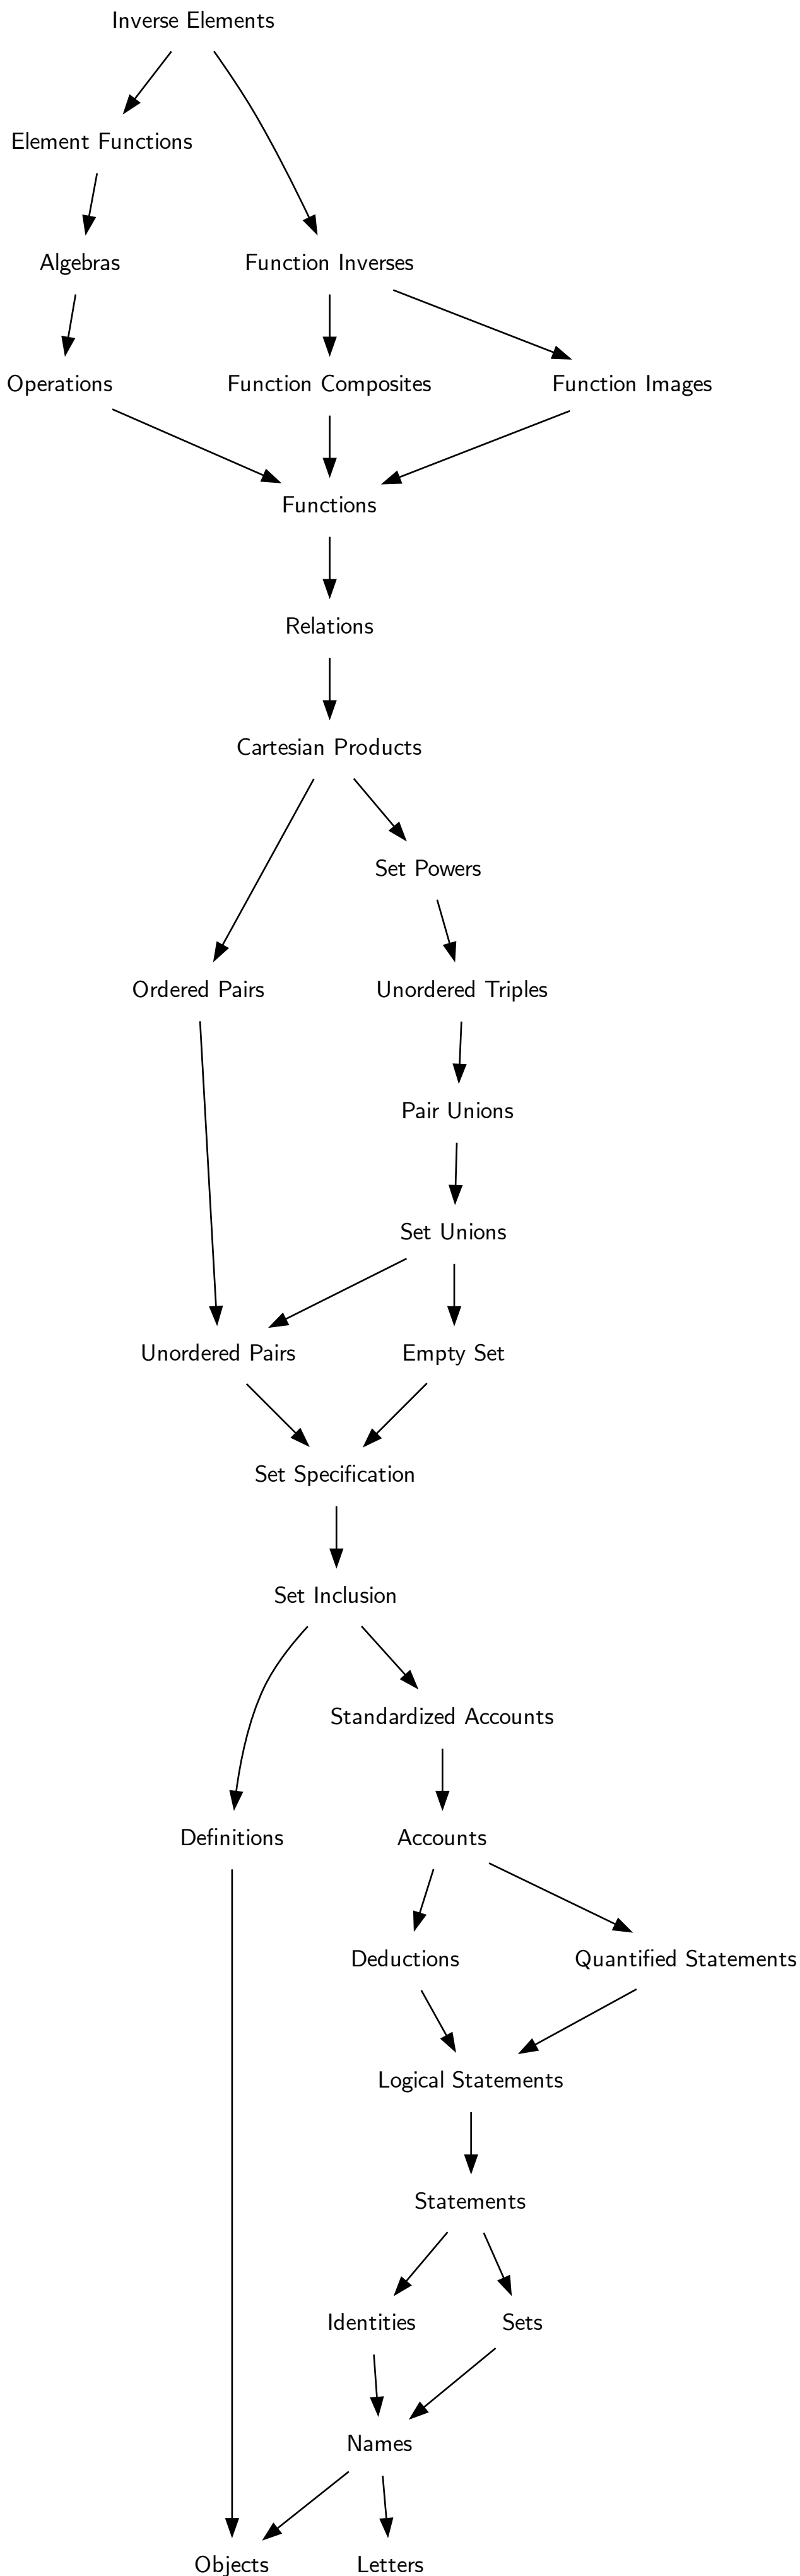 Inverse Elements
Element Functions
Algebras
Function Inverses
Operations
Function Composites
Function Images
Functions
Relations
Cartesian Products
Set Powers
Ordered Pairs
Unordered Triples
Pair Unions
Set Unions
Unordered Pairs
Empty Set
Set Specification
Set Inclusion
Standardized Accounts
Definitions
Accounts
Deductions
Quantified Statements
Logical Statements
Statements
Identities
Sets
Names
Objects
Letters